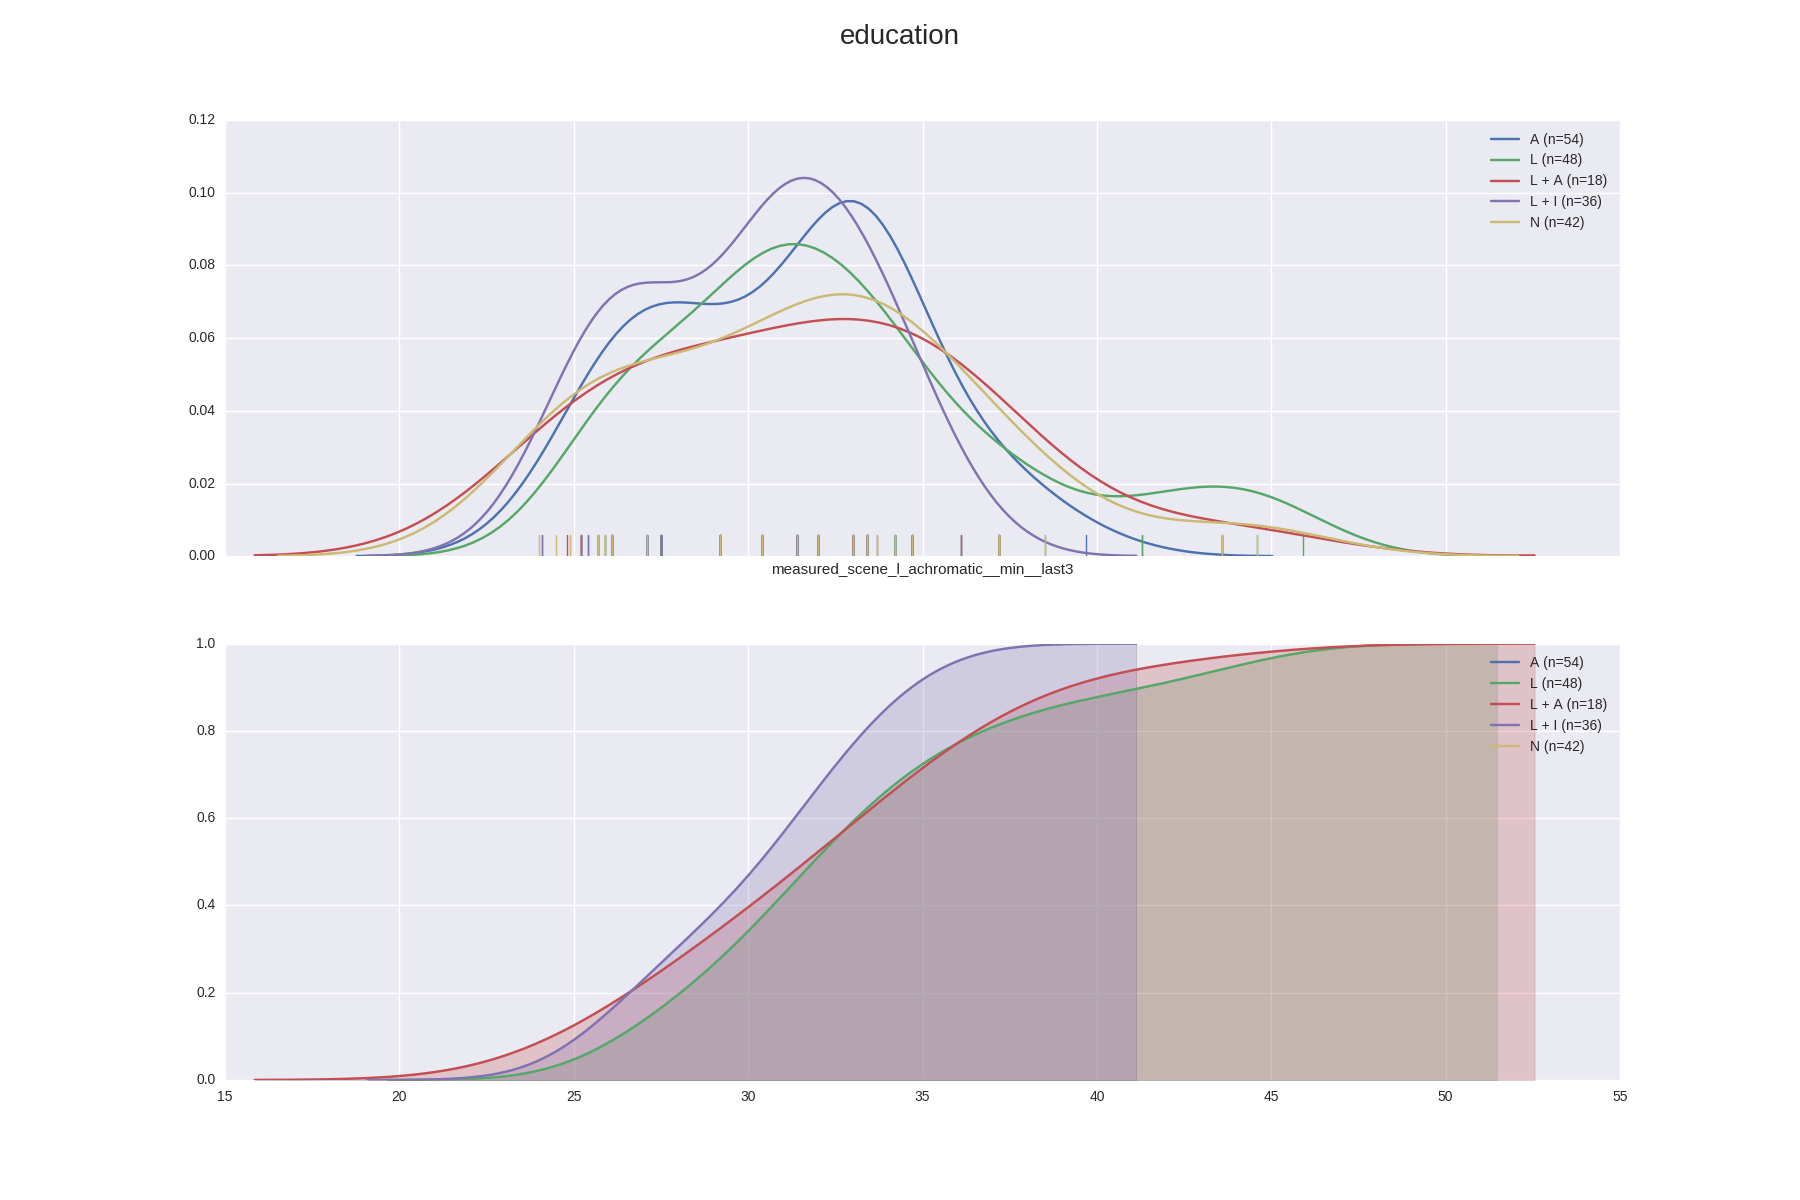 education
0.12
0.10
0.08
0.06
0.04
0.02
0.00
A (n=54)
L (n=48)
L + A (n=18)
L + I (n=36)
N (n=42)
measured_scene_l_achromatic__min__last3
1.0
0.8
0.6
0.4
0.2
0.0
A (n=54)
L (n=48)
L + A (n=18)
L + I (n=36)
N (n=42)
15 20 25 30 35 40 45 50 55